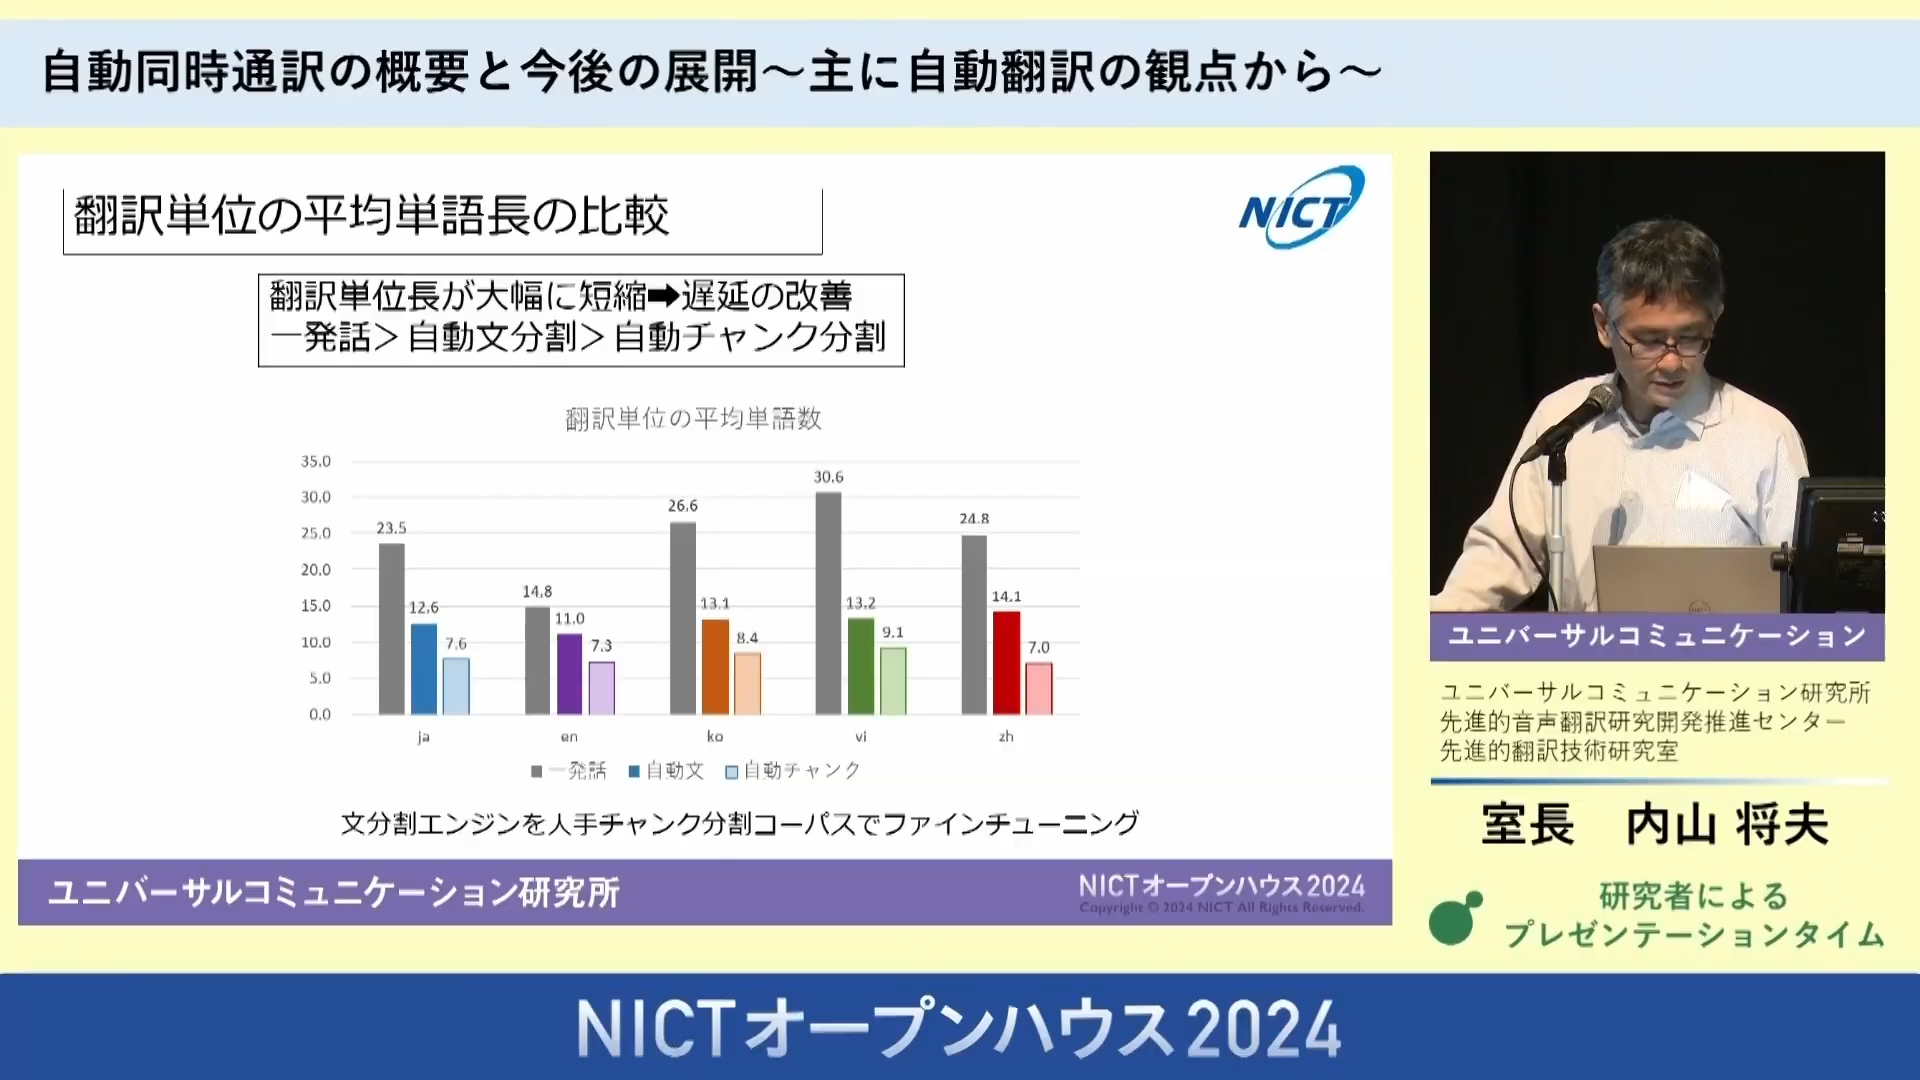 自動同時通訳の概要と今後の展開～主に自動翻訳の観点から～
翻訳単位の平均単語長の比較
NICT
翻訳単位長が大幅に短縮➡遅延の改善
一発話＞自動文分割＞自動チャンク分割
翻訳単位の平均単語数
35.0
30.0
25.0
20.0
15.0
10.0
5.0
0.0
23.5
12.6
7.6
14.8
11.0
7.3
26.6
13.1
8.4
30.6
13.2
9.1
24.8
14.1
7.0
ja
en
ko
vi
zh
一発話 自動文 自動チャンク
文分割エンジンを人手チャンク分割コーパスでファインチューニング
ユニバーサルコミュニケーション研究所
NICTオープンハウス2024
Copyright © 2024 NICT All Rights Reserved.
ユニバーサルコミュニケーション
ユニバーサルコミュニケーション研究所
先進的音声翻訳研究開発推進センター
先進的翻訳技術研究室
室長 内山 将夫
研究者による
プレゼンテーションタイム
NICTオープンハウス2024